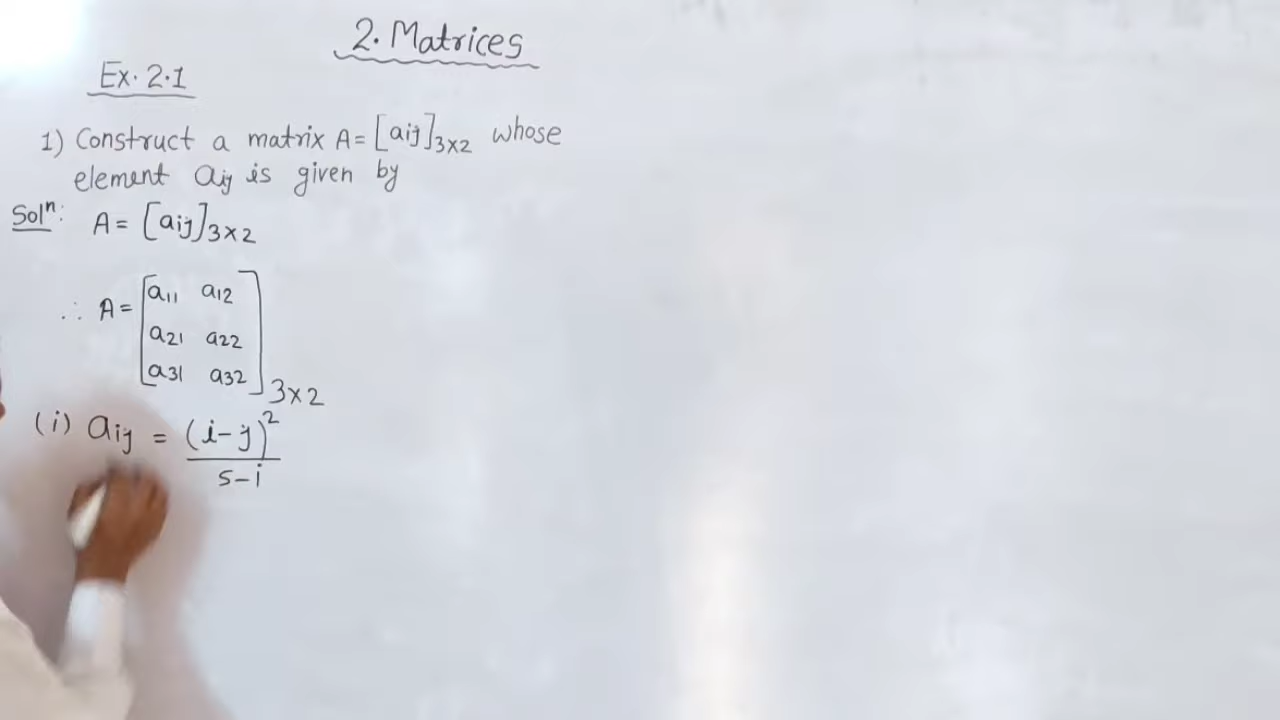 2. Matrices
Ex. 2.1
1) Construct a matrix A = [aij]3×2 whose
element aij is given by
Solⁿ: A = [aij]3×2
∴ A = [a11 a12
a21 a22
a31 a32]3×2
(i) aij = (i-j)²
5-i